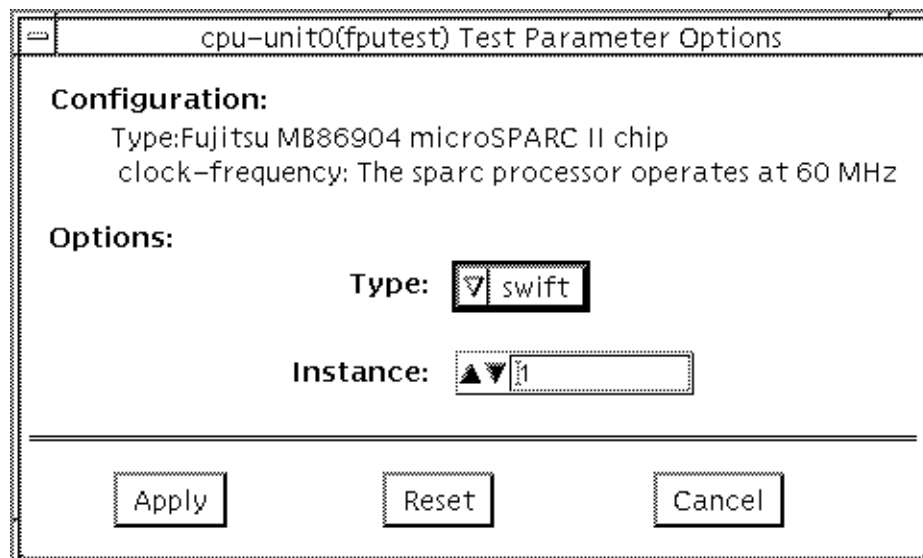 cpu-unit0(fputest) Test Parameter Options
Configuration:
Type:Fujitsu MB86904 microSPARC II chip
clock-frequency: The sparc processor operates at 60 MHz
Options:
Type: swift
Instance: 1
Apply Reset Cancel